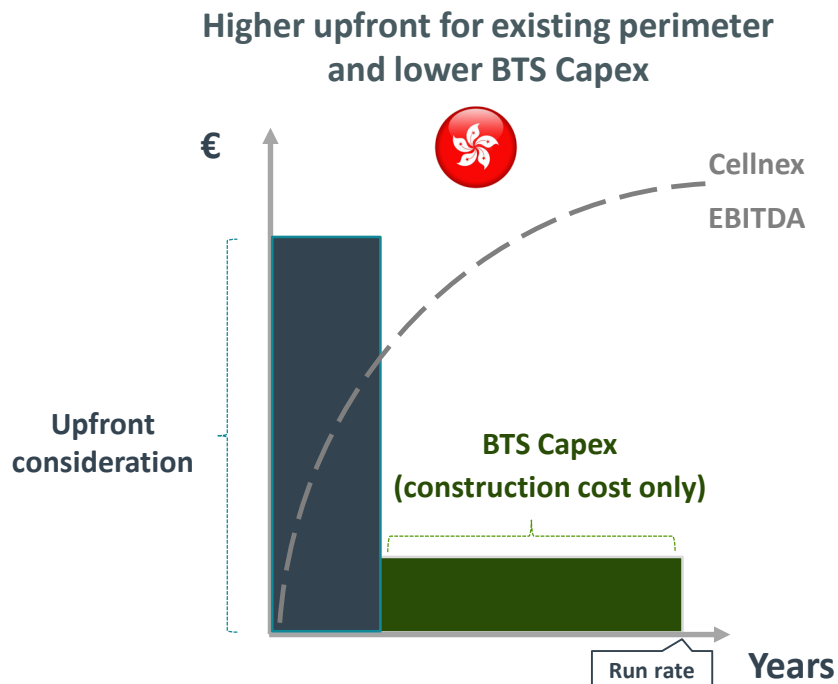 Higher upfront for existing perimeter
and lower BTS Capex
€
Cellnex
EBITDA
Upfront
consideration
BTS Capex
(construction cost only)
Run rate
Years